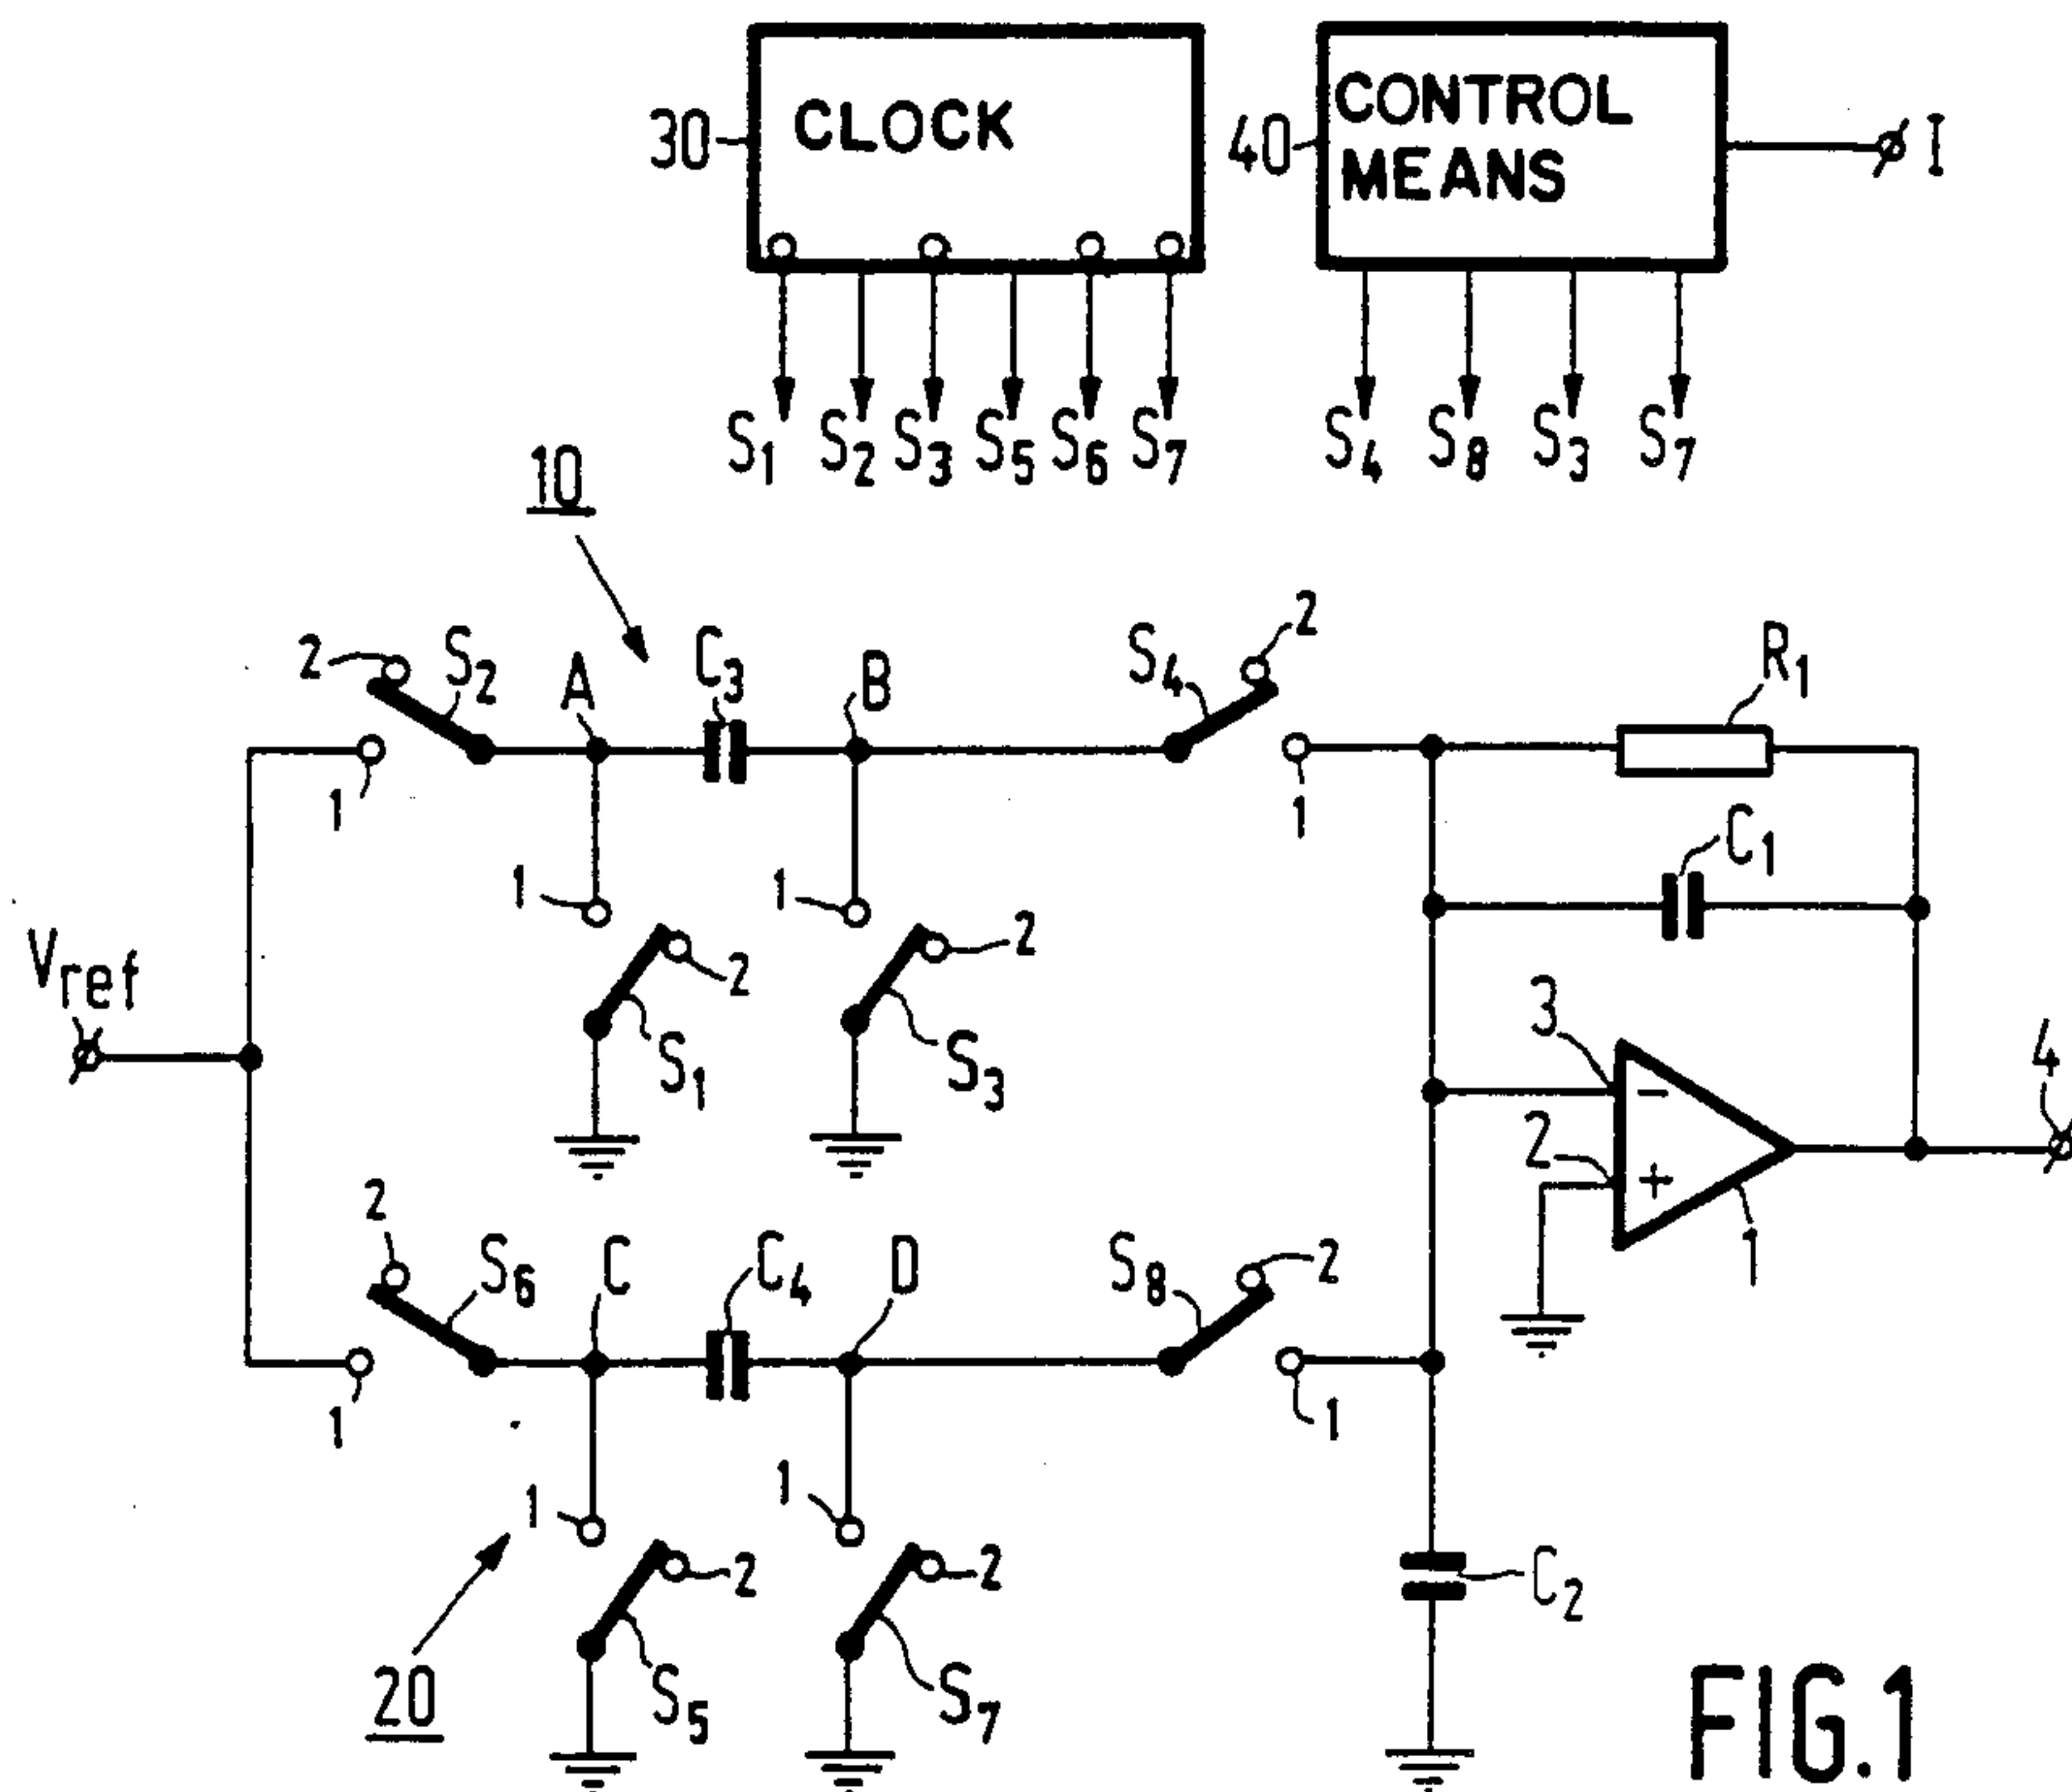 CLOCK
30
CONTROL
MEANS
40
I
S1 S2 S3 S5 S6 S7
S4 S8 S3 S7
10
2 S2 A C3 B S4 2 R1
1 1
C1
1 1
2 2
Vref
S1 S3
3
2
- +
1
4
2 S6 C C4 D S8 2
1 1
1 1
2 2
C2
20 S5 S7
FIG.1